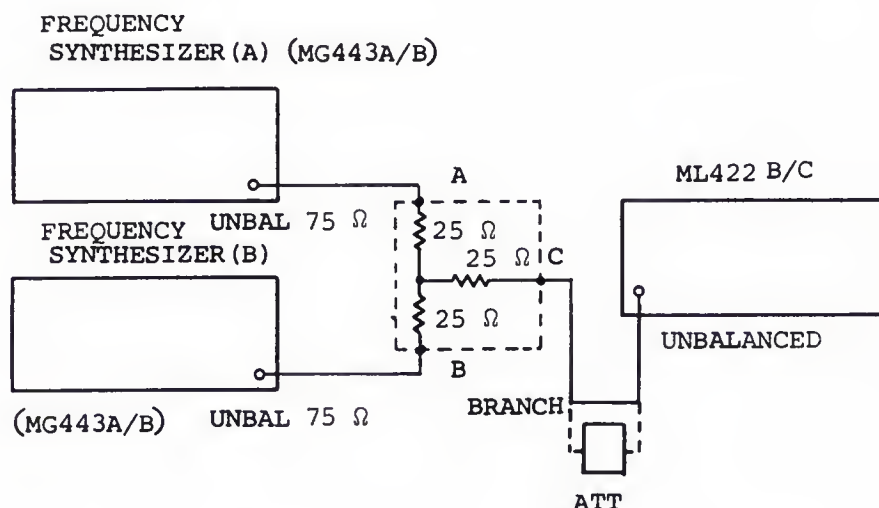 FREQUENCY
SYNTHESIZER(A) (MG443A/B)
UNBAL 75 Ω
FREQUENCY
SYNTHESIZER(B)
(MG443A/B)
UNBAL 75 Ω
A
25 Ω
25 Ω
C
25 Ω
B
ML422 B/C
UNBALANCED
BRANCH
ATT